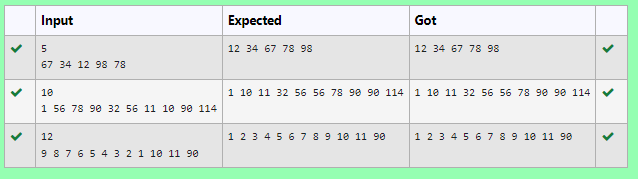 Input Expected Got
5 12 34 67 78 98 12 34 67 78 98
67 34 12 98 78
10 1 10 11 32 56 56 78 90 90 114 1 10 11 32 56 56 78 90 90 114
1 56 78 90 32 56 11 10 90 114
12 1 2 3 4 5 6 7 8 9 10 11 90 1 2 3 4 5 6 7 8 9 10 11 90
9 8 7 6 5 4 3 2 1 10 11 90